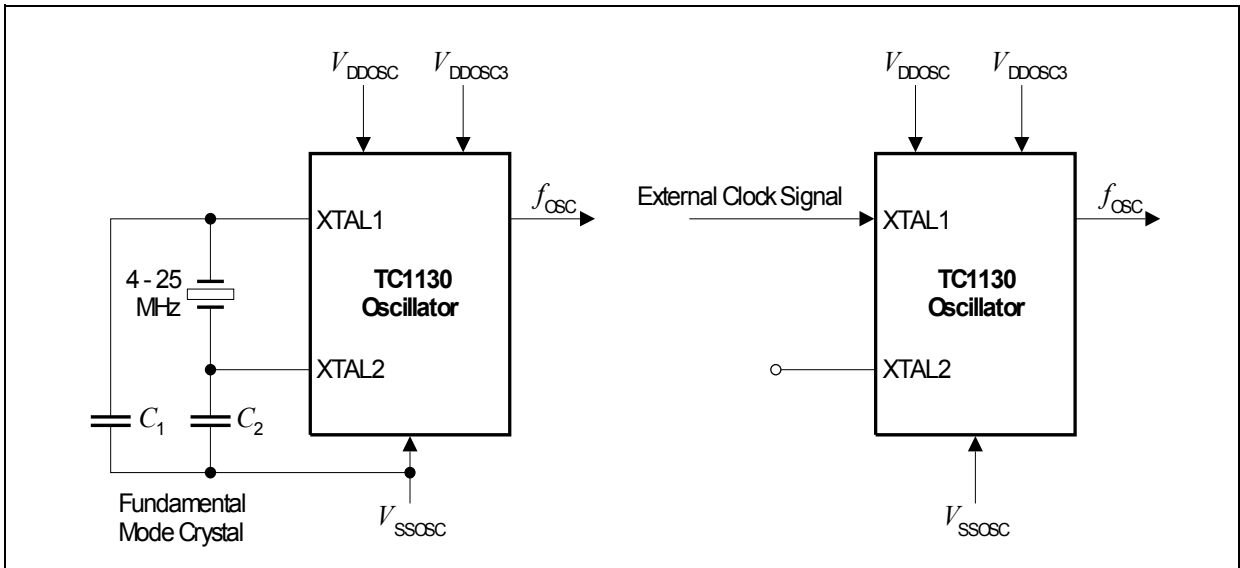 VDDOSC VDDOSC3
XTAL1
fOSC
4 - 25
MHz
TC1130
Oscillator
XTAL2
C1
C2
Fundamental
Mode Crystal
VSSOSC
VDDOSC VDDOSC3
External Clock Signal
XTAL1
fOSC
TC1130
Oscillator
XTAL2
VSSOSC